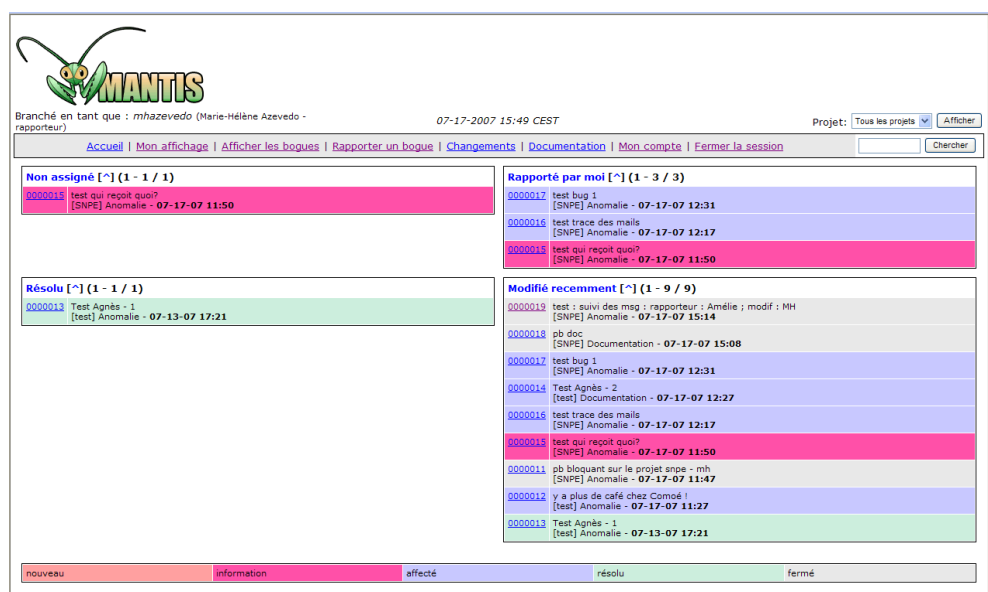 MANTIS
Branché en tant que : mhazevedo (Marie-Hélène Azevedo -
rapporteur)
07-17-2007 15:49 CEST
Projet: Tous les projets Afficher
Accueil | Mon affichage | Afficher les bogues | Rapporter un bogue | Changements | Documentation | Mon compte | Fermer la session
Chercher
Non assigné [^] (1 - 1 / 1)
0000015 test qui reçoit quoi?
[SNPE] Anomalie - 07-17-07 11:50
Rapporté par moi [^] (1 - 3 / 3)
0000017 test bug 1
[SNPE] Anomalie - 07-17-07 12:31
0000016 test trace des mails
[SNPE] Anomalie - 07-17-07 12:17
0000015 test qui reçoit quoi?
[SNPE] Anomalie - 07-17-07 11:50
Résolu [^] (1 - 1 / 1)
0000013 Test Agnès - 1
[test] Anomalie - 07-13-07 17:21
Modifié recemment [^] (1 - 9 / 9)
0000019 test : suivi des msg : rapporteur : Amélie ; modif : MH
[SNPE] Anomalie - 07-17-07 15:14
0000018 pb doc
[SNPE] Documentation - 07-17-07 15:08
0000017 test bug 1
[SNPE] Anomalie - 07-17-07 12:31
0000014 Test Agnès - 2
[test] Documentation - 07-17-07 12:27
0000016 test trace des mails
[SNPE] Anomalie - 07-17-07 12:17
0000015 test qui reçoit quoi?
[SNPE] Anomalie - 07-17-07 11:50
0000011 pb bloquant sur le projet snpe - mh
[SNPE] Anomalie - 07-17-07 11:47
0000012 y a plus de café chez Comoé !
[test] Anomalie - 07-17-07 11:27
0000013 Test Agnès - 1
[test] Anomalie - 07-13-07 17:21
nouveau information affecté résolu fermé